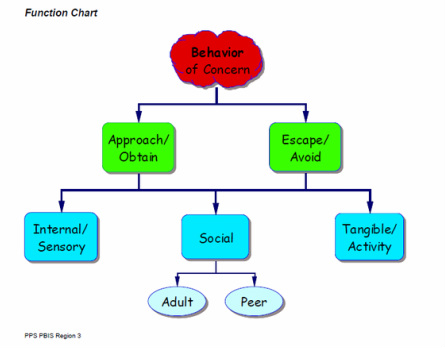 Function Chart
Behavior
of Concern
Approach/
Obtain
Escape/
Avoid
Internal/
Sensory
Social
Tangible/
Activity
Adult
Peer
PPS PBIS Region 3